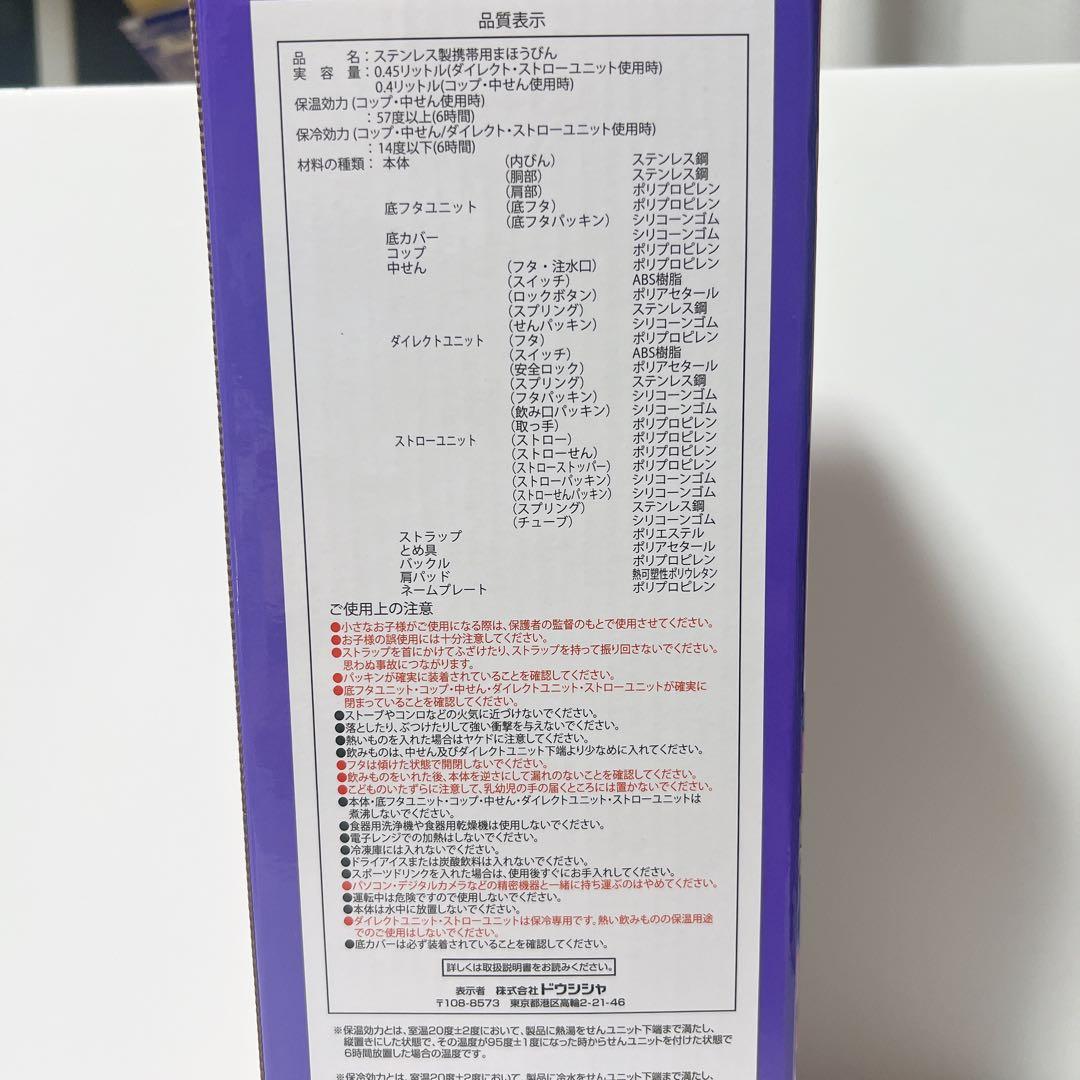 品質表示
品名：ステンレス製携帯用まほうびん
実容量：0.45リットル(ダイレクト・ストローユニット使用時)
0.4リットル(コップ・中せん使用時)
保温効力(コップ・中せん使用時)
：57度以上(6時間)
保冷効力(コップ・中せん/ダイレクト・ストローユニット使用時)
：14度以下(6時間)
材料の種類：本体 (内びん) ステンレス鋼
(胴部) ステンレス鋼
(肩部) ポリプロピレン
底フタユニット (底フタ) ポリプロピレン
(底フタパッキン) シリコーンゴム
底カバー シリコーンゴム
コップ ポリプロピレン
中せん (フタ・注水口) ポリプロピレン
(スイッチ) ABS樹脂
(ロックボタン) ポリアセタール
(スプリング) ステンレス鋼
(せんパッキン) シリコーンゴム
ダイレクトユニット (フタ) ポリプロピレン
(スイッチ) ABS樹脂
(安全ロック) ポリアセタール
(スプリング) ステンレス鋼
(フタパッキン) シリコーンゴム
(飲み口パッキン) シリコーンゴム
(取っ手) ポリプロピレン
ストローユニット (ストロー) ポリプロピレン
(ストローせん) ポリプロピレン
(ストローストッパー) ポリプロピレン
(ストローパッキン) シリコーンゴム
(ストローせんパッキン) シリコーンゴム
(スプリング) ステンレス鋼
(チューブ) シリコーンゴム
ストラップ ポリエステル
とめ具 ポリアセタール
バックル ポリプロピレン
肩パッド 熱可塑性ポリウレタン
ネームプレート ポリプロピレン
ご使用上の注意
●小さなお子様がご使用になる際は、保護者の監督のもとで使用させてください。
●お子様の誤使用には十分注意してください。
●ストラップを首にかけてふざけたり、ストラップを持って振り回さないでください。
思わぬ事故につながります。
●パッキンが確実に装着されていることを確認してください。
●底フタユニット・コップ・中せん・ダイレクトユニット・ストローユニットが確実に
閉まっていることを確認してください。
●ストーブやコンロなどの火気に近づけないでください。
●落としたり、ぶつけたりして強い衝撃を与えないでください。
●熱いものを入れた場合はヤケドに注意してください。
●飲みものは、中せん及びダイレクトユニット下端より少なめに入れてください。
●フタは傾けた状態で開閉しないでください。
●飲みものをいれた後、本体を逆さにして漏れのないことを確認してください。
●こどものいたずらに注意して、乳幼児の手の届くところには置かないでください。
●本体・底フタユニット・コップ・中せん・ダイレクトユニット・ストローユニットは
煮沸しないでください。
●食器用洗浄機や食器用乾燥機は使用しないでください。
●電子レンジでの加熱はしないでください。
●冷凍庫には入れないでください。
●ドライアイスまたは炭酸飲料は入れないでください。
●スポーツドリンクを入れた場合は、使用後すぐにお手入れしてください。
●パソコン・デジタルカメラなどの精密機器と一緒に持ち運ぶのはやめてください。
●運転中は危険ですので使用しないでください。
●本体は水中に放置しないでください。
●ダイレクトユニット・ストローユニットは保冷専用です。熱い飲みものの保温用途
でのご使用はしないでください。
●底カバーは必ず装着されていることを確認してください。
詳しくは取扱説明書をお読みください。
表示者 株式会社ドウシシャ
〒108-8573 東京都港区高輪2-21-46
※保温効力とは、室温20度±2度において、製品に熱湯をせんユニット下端まで満たし、
縦置きにした状態で、その温度が95度±1度になった時からせんユニットを付けた状態で
6時間放置した場合の温度です。
※保冷効力とは、室温20度±2度において、製品に冷水をせんユニット下端まで満たし、